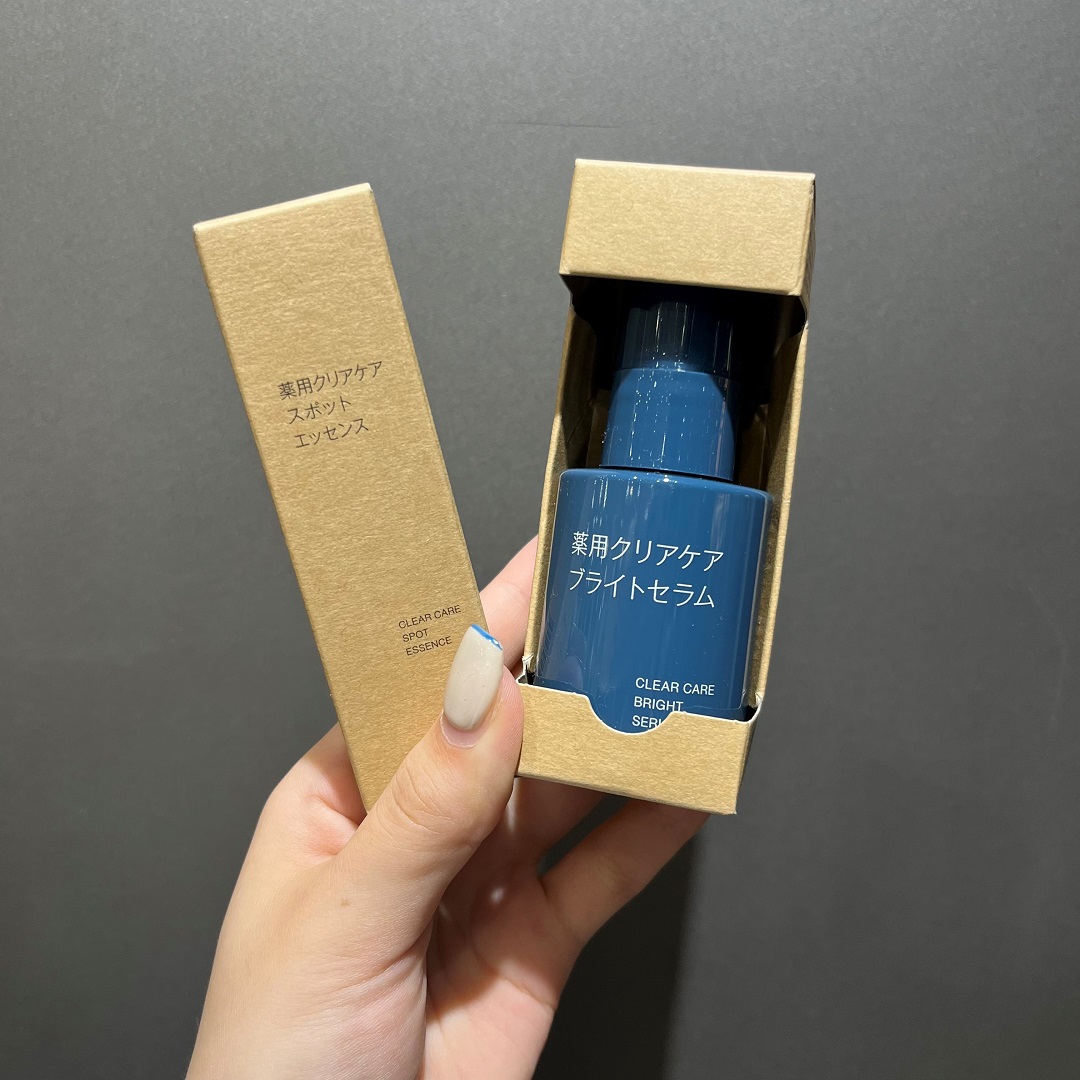 薬用クリアケア
スポット
エッセンス
CLEAR CARE
SPOT
ESSENCE
薬用クリアケア
ブライトセラム
CLEAR CARE
BRIGHT